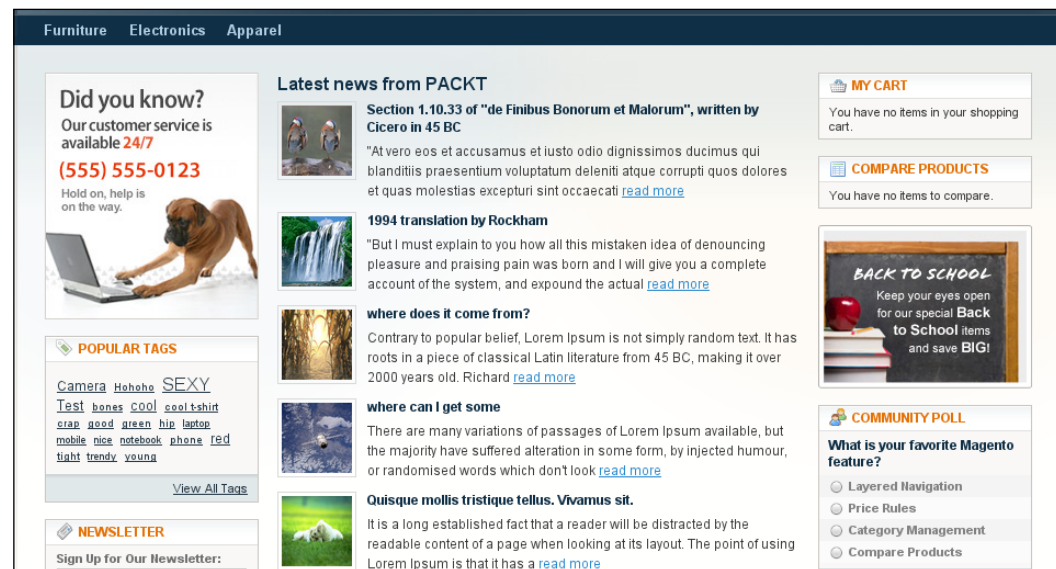 Furniture Electronics Apparel
Did you know?
Our customer service is
available 24/7
(555) 555-0123
Hold on, help is
on the way.
POPULAR TAGS
Camera Hohoho SEXY
Test bones cool cool t-shirt
crap good green hip laptop
mobile nice notebook phone red
tight trendy young
View All Tags
NEWSLETTER
Sign Up for Our Newsletter:
Latest news from PACKT
Section 1.10.33 of "de Finibus Bonorum et Malorum", written by
Cicero in 45 BC
"At vero eos et accusamus et iusto odio dignissimos ducimus qui
blanditiis praesentium voluptatum deleniti atque corrupti quos dolores
et quas molestias excepturi sint occaecati read more
1994 translation by Rockham
"But I must explain to you how all this mistaken idea of denouncing
pleasure and praising pain was born and I will give you a complete
account of the system, and expound the actual read more
where does it come from?
Contrary to popular belief, Lorem Ipsum is not simply random text. It has
roots in a piece of classical Latin literature from 45 BC, making it over
2000 years old. Richard read more
where can I get some
There are many variations of passages of Lorem Ipsum available, but
the majority have suffered alteration in some form, by injected humour,
or randomised words which don't look read more
Quisque mollis tristique tellus. Vivamus sit.
It is a long established fact that a reader will be distracted by the
readable content of a page when looking at its layout. The point of using
Lorem Ipsum is that it has a read more
MY CART
You have no items in your shopping
cart.
COMPARE PRODUCTS
You have no items to compare.
BACK TO SCHOOL
Keep your eyes open
for our special Back
to School items
and save BIG!
COMMUNITY POLL
What is your favorite Magento
feature?
Layered Navigation
Price Rules
Category Management
Compare Products